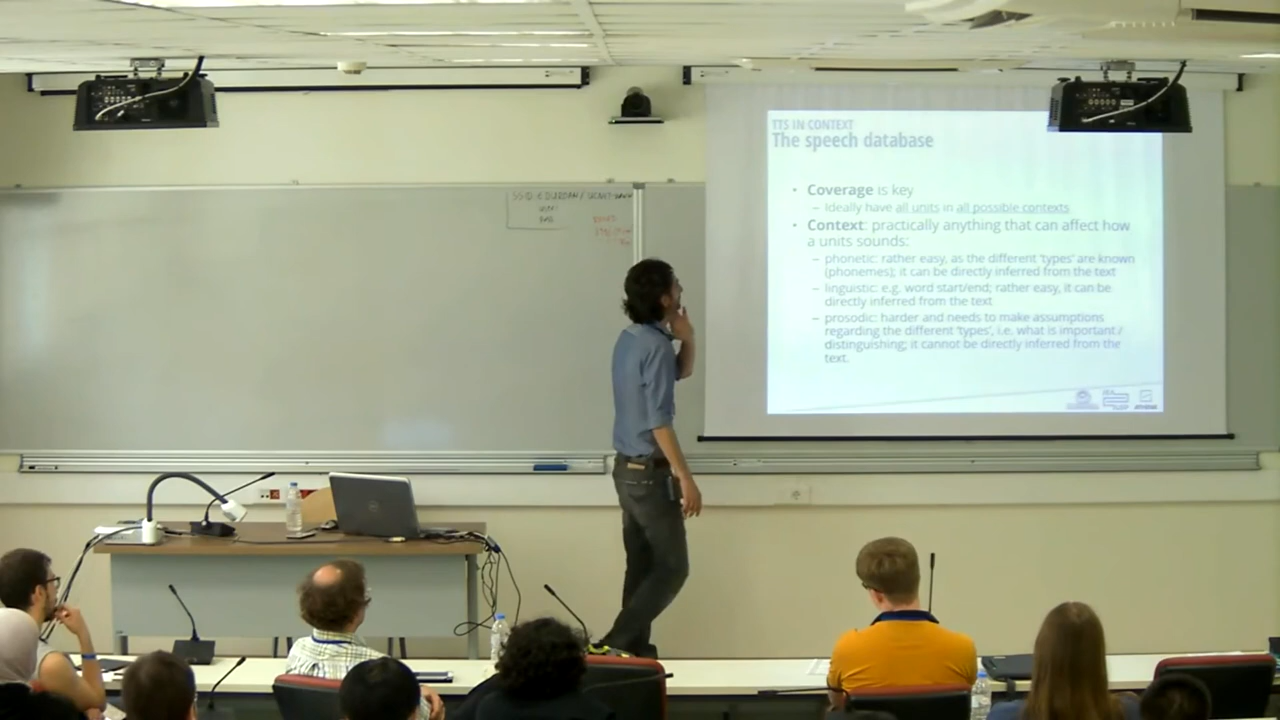 TTS IN CONTEXT
The speech database
• Coverage is key
– Ideally have all units in all possible contexts
• Context: practically anything that can affect how
a units sounds:
– phonetic: rather easy, as the different 'types' are known
(phonemes); it can be directly inferred from the text
– linguistic: e.g. word start/end; rather easy, it can be
directly inferred from the text
– prosodic: harder and needs to make assumptions
regarding the different 'types', i.e. what is important /
distinguishing; it cannot be directly inferred from the
text.
ATHENA